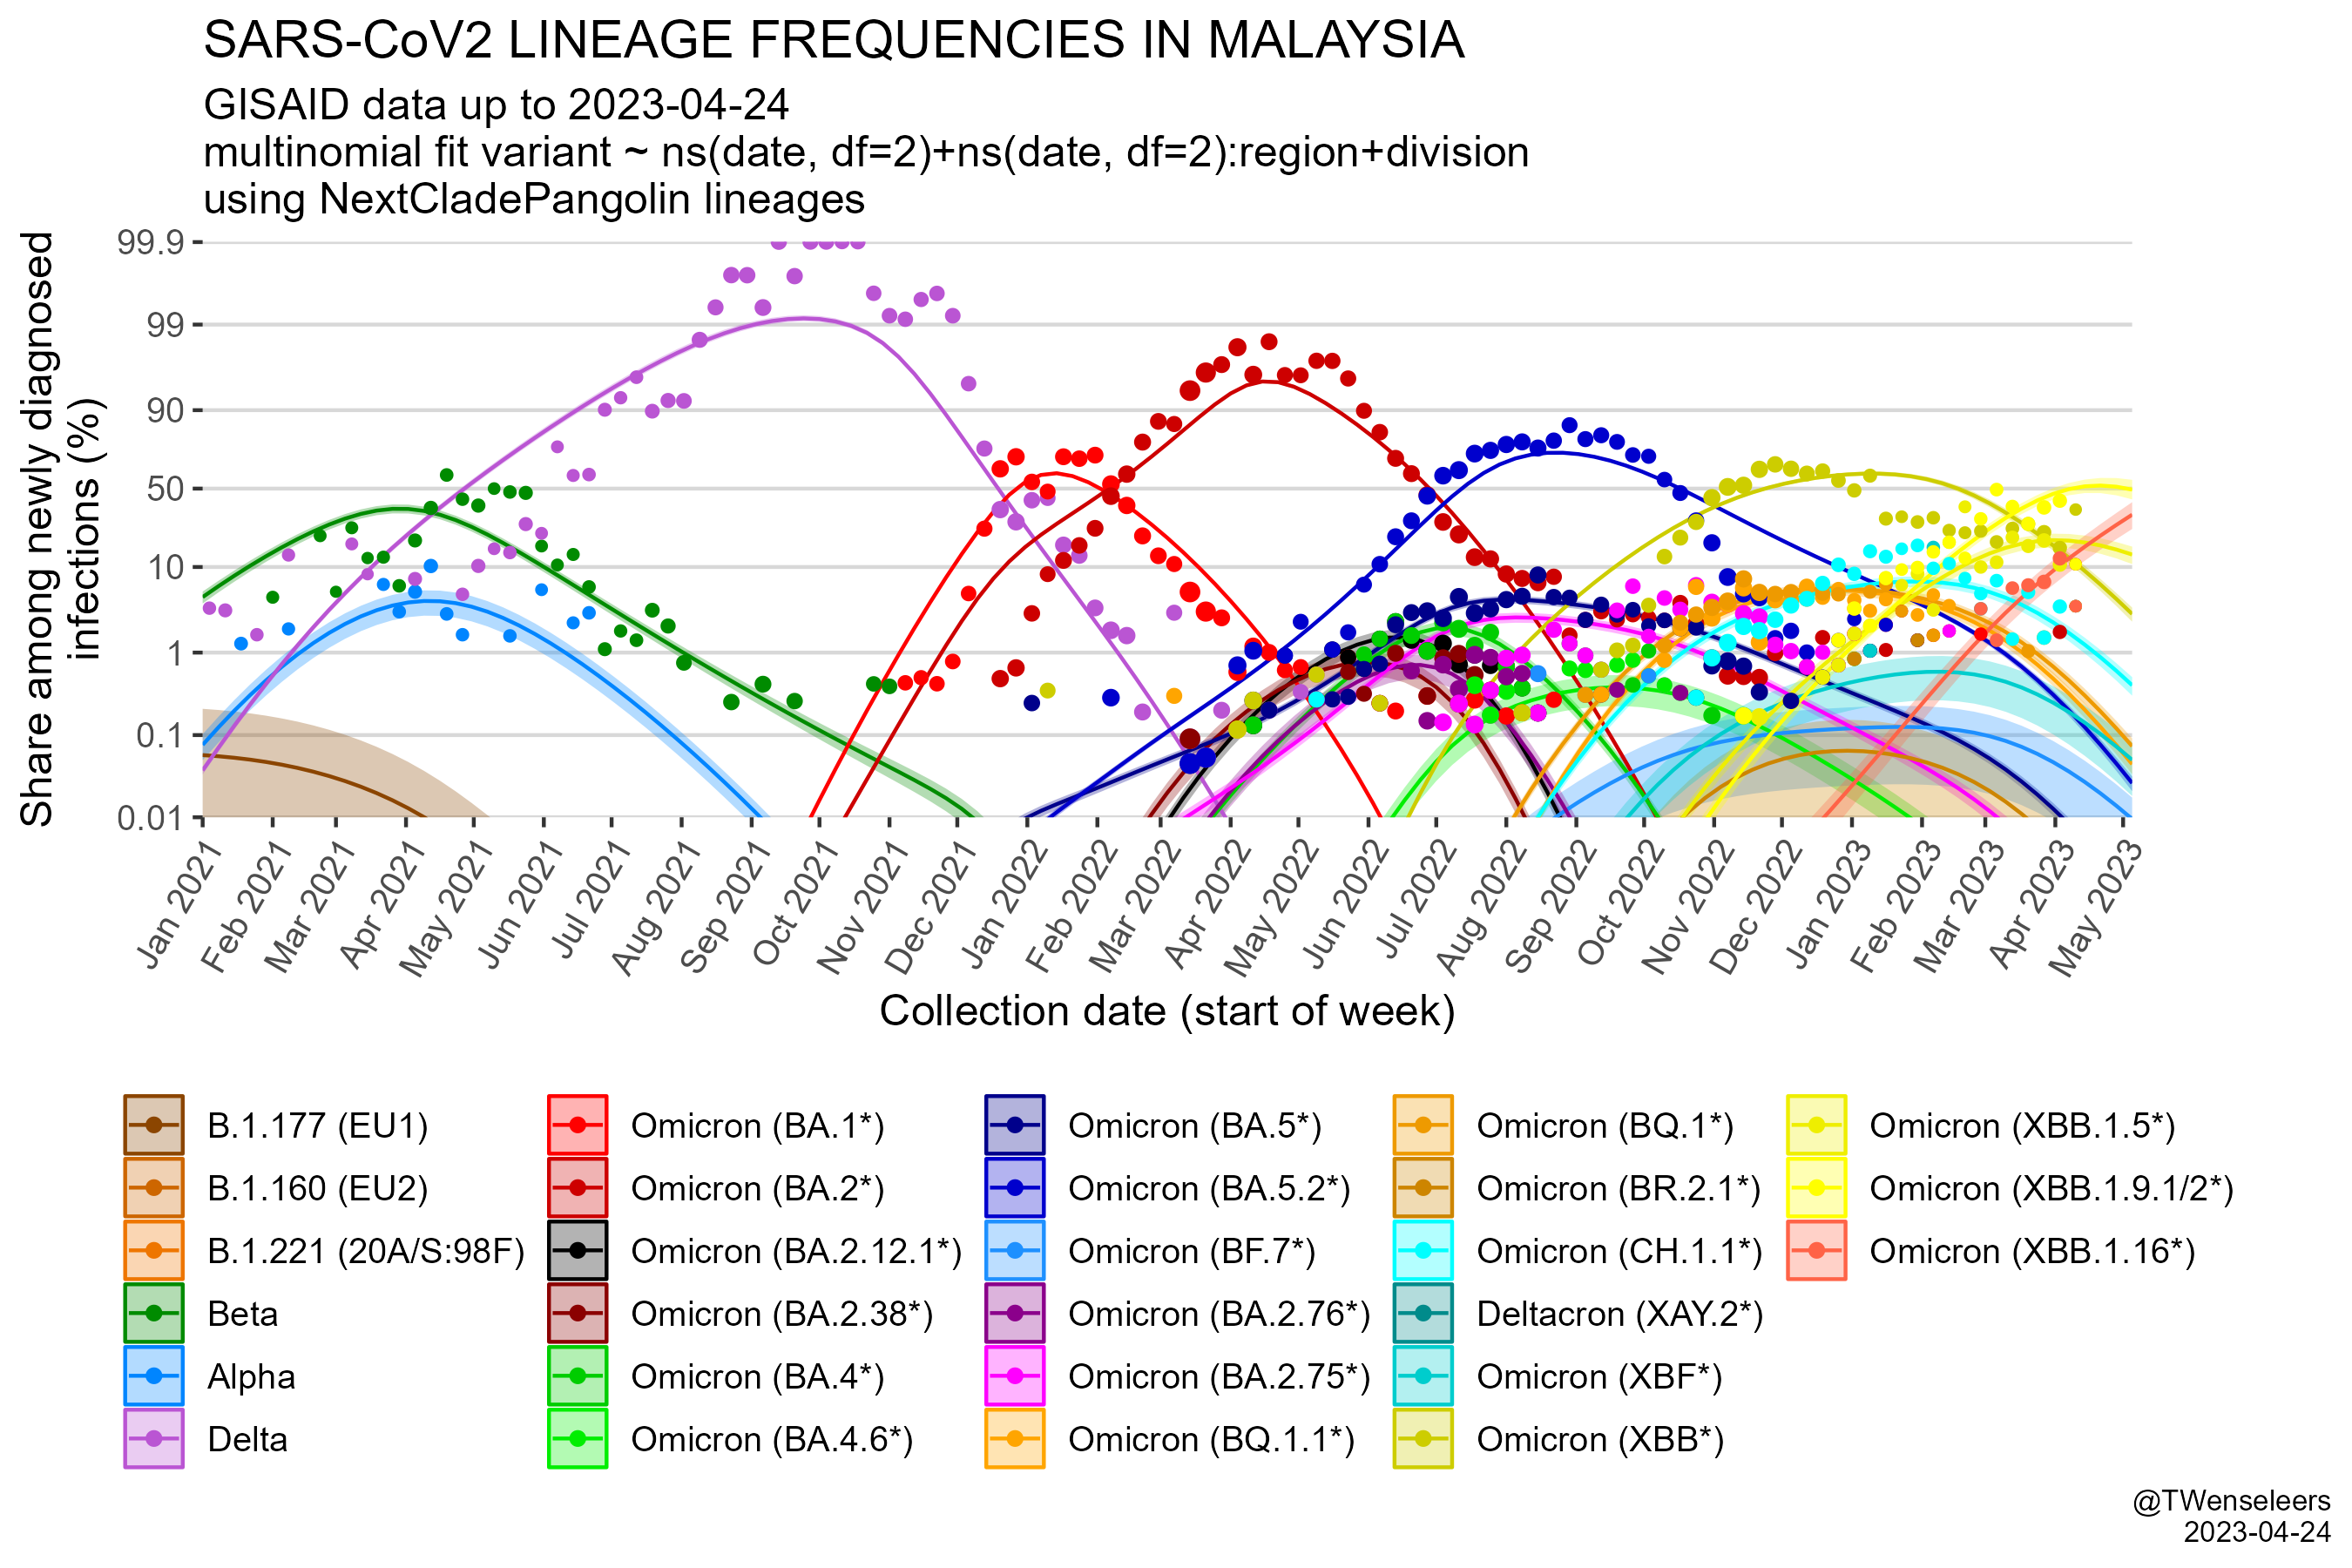 SARS-CoV2 LINEAGE FREQUENCIES IN MALAYSIA
GISAID data up to 2023-04-24
multinomial fit variant ~ ns(date, df=2)+ns(date, df=2):region+division
using NextCladePangolin lineages
Share among newly diagnosed
infections (%)
99.9
99
90
50
10
1
0.1
0.01
Jan 2021
Feb 2021
Mar 2021
Apr 2021
May 2021
Jun 2021
Jul 2021
Aug 2021
Sep 2021
Oct 2021
Nov 2021
Dec 2021
Jan 2022
Feb 2022
Mar 2022
Apr 2022
May 2022
Jun 2022
Jul 2022
Aug 2022
Sep 2022
Oct 2022
Nov 2022
Dec 2022
Jan 2023
Feb 2023
Mar 2023
Apr 2023
May 2023
Collection date (start of week)
B.1.177 (EU1)
B.1.160 (EU2)
B.1.221 (20A/S:98F)
Beta
Alpha
Delta
Omicron (BA.1*)
Omicron (BA.2*)
Omicron (BA.2.12.1*)
Omicron (BA.2.38*)
Omicron (BA.4*)
Omicron (BA.4.6*)
Omicron (BA.5*)
Omicron (BA.5.2*)
Omicron (BF.7*)
Omicron (BA.2.76*)
Omicron (BA.2.75*)
Omicron (BQ.1.1*)
Omicron (BQ.1*)
Omicron (BR.2.1*)
Omicron (CH.1.1*)
Deltacron (XAY.2*)
Omicron (XBF*)
Omicron (XBB*)
Omicron (XBB.1.5*)
Omicron (XBB.1.9.1/2*)
Omicron (XBB.1.16*)
@TWenseleers
2023-04-24